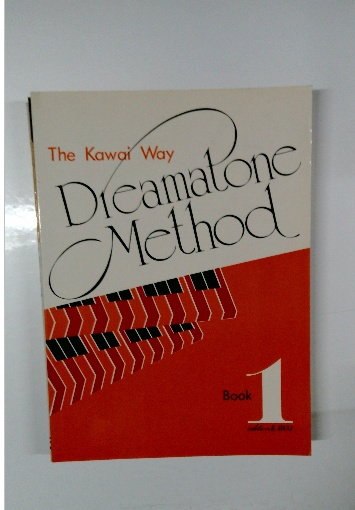 The Kawai Way
Dreamatone
Method
Book 1